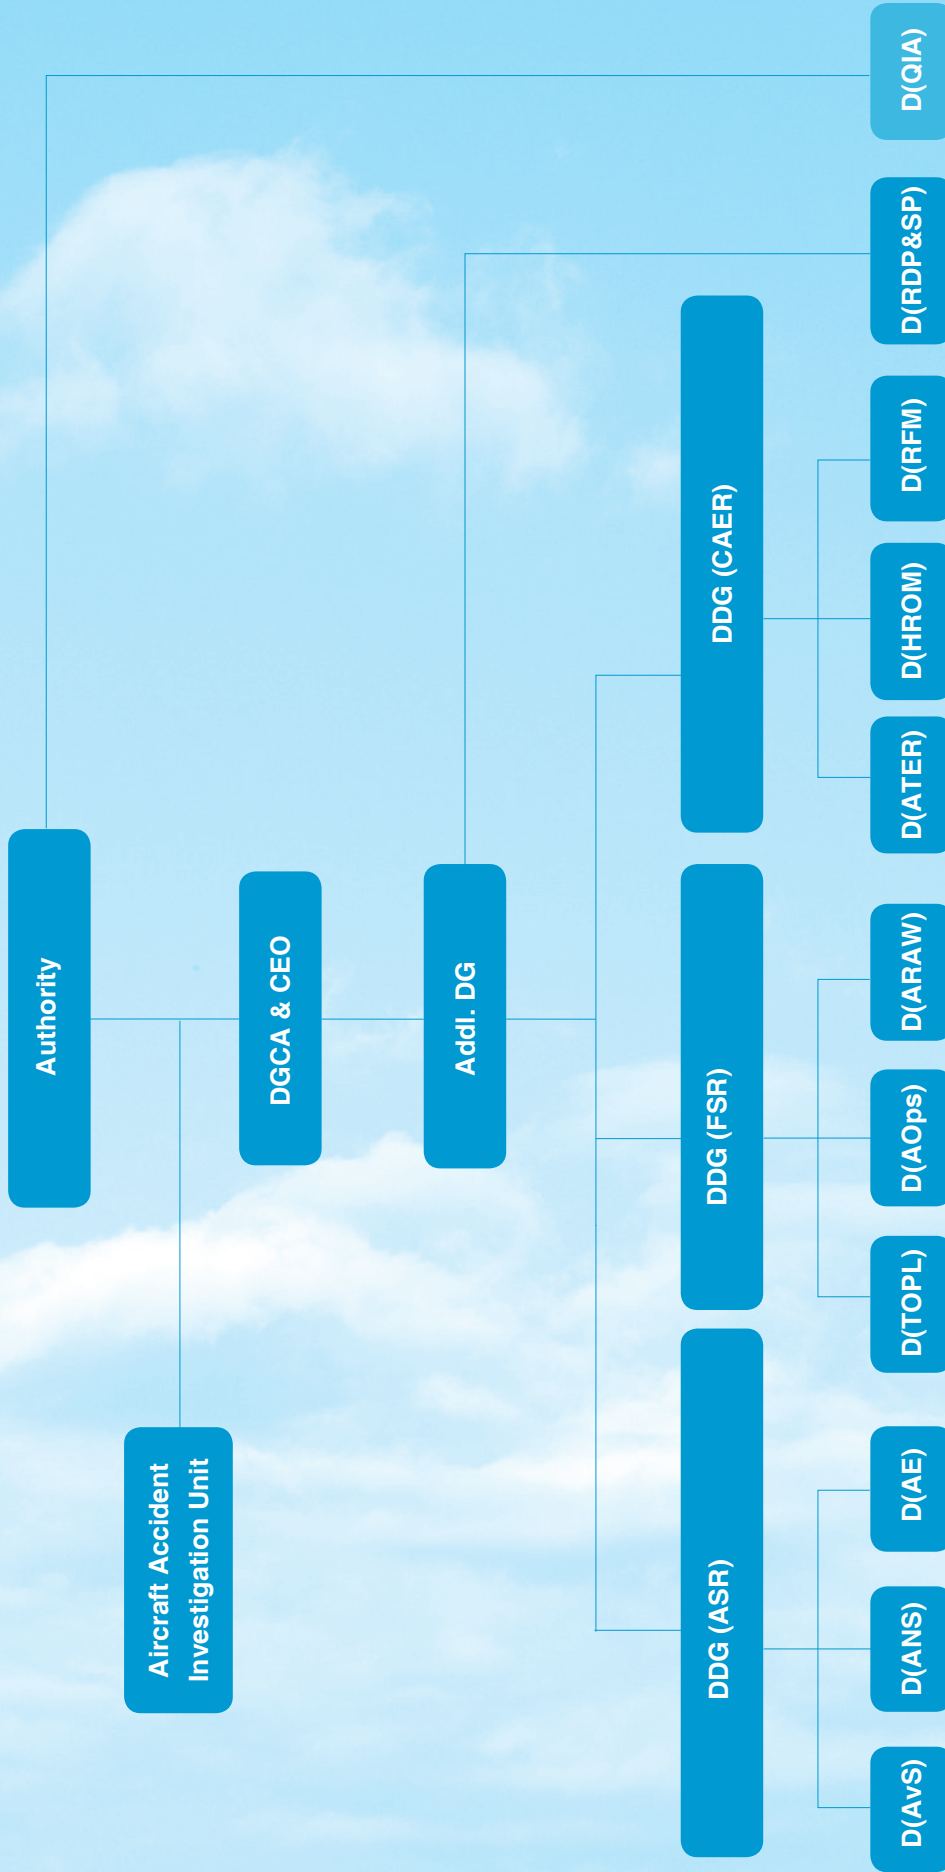 Authority
Aircraft Accident
Investigation Unit
DGCA & CEO
Addl. DG
DDG (ASR)
DDG (FSR)
DDG (CAER)
D(AvS)
D(ANS)
D(AE)
D(TOPL)
D(AOps)
D(ARAW)
D(ATER)
D(HROM)
D(RFM)
D(RDP&SP)
D(QIA)